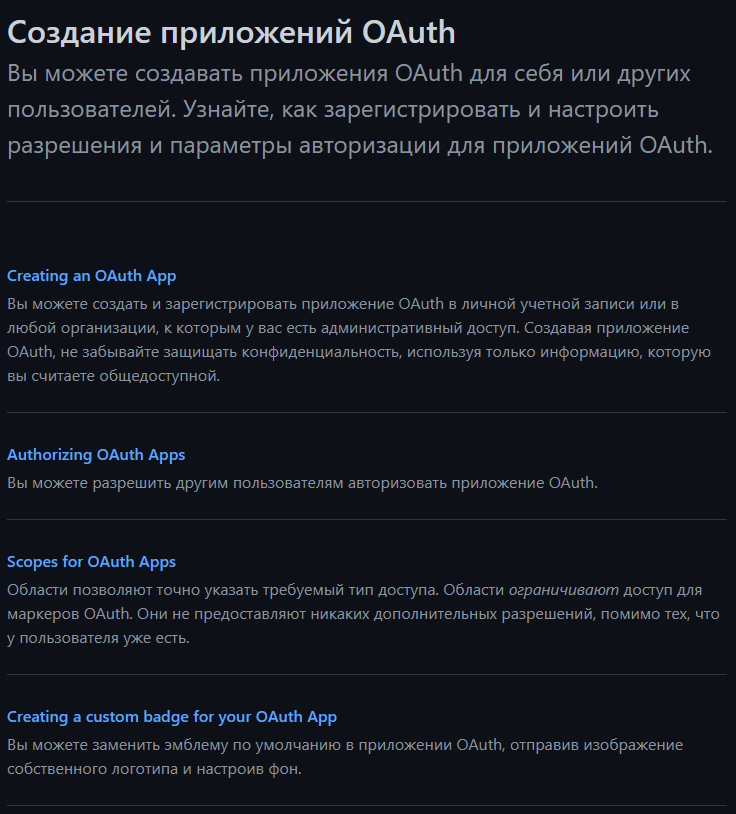 Создание приложений OAuth
Вы можете создавать приложения OAuth для себя или других
пользователей. Узнайте, как зарегистрировать и настроить
разрешения и параметры авторизации для приложений OAuth.
Creating an OAuth App
Вы можете создать и зарегистрировать приложение OAuth в личной учетной записи или в
любой организации, к которым у вас есть административный доступ. Создавая приложение
OAuth, не забывайте защищать конфиденциальность, используя только информацию, которую
вы считаете общедоступной.
Authorizing OAuth Apps
Вы можете разрешить другим пользователям авторизовать приложение OAuth.
Scopes for OAuth Apps
Области позволяют точно указать требуемый тип доступа. Области ограничивают доступ для
маркеров OAuth. Они не предоставляют никаких дополнительных разрешений, помимо тех, что
у пользователя уже есть.
Creating a custom badge for your OAuth App
Вы можете заменить эмблему по умолчанию в приложении OAuth, отправив изображение
собственного логотипа и настроив фон.